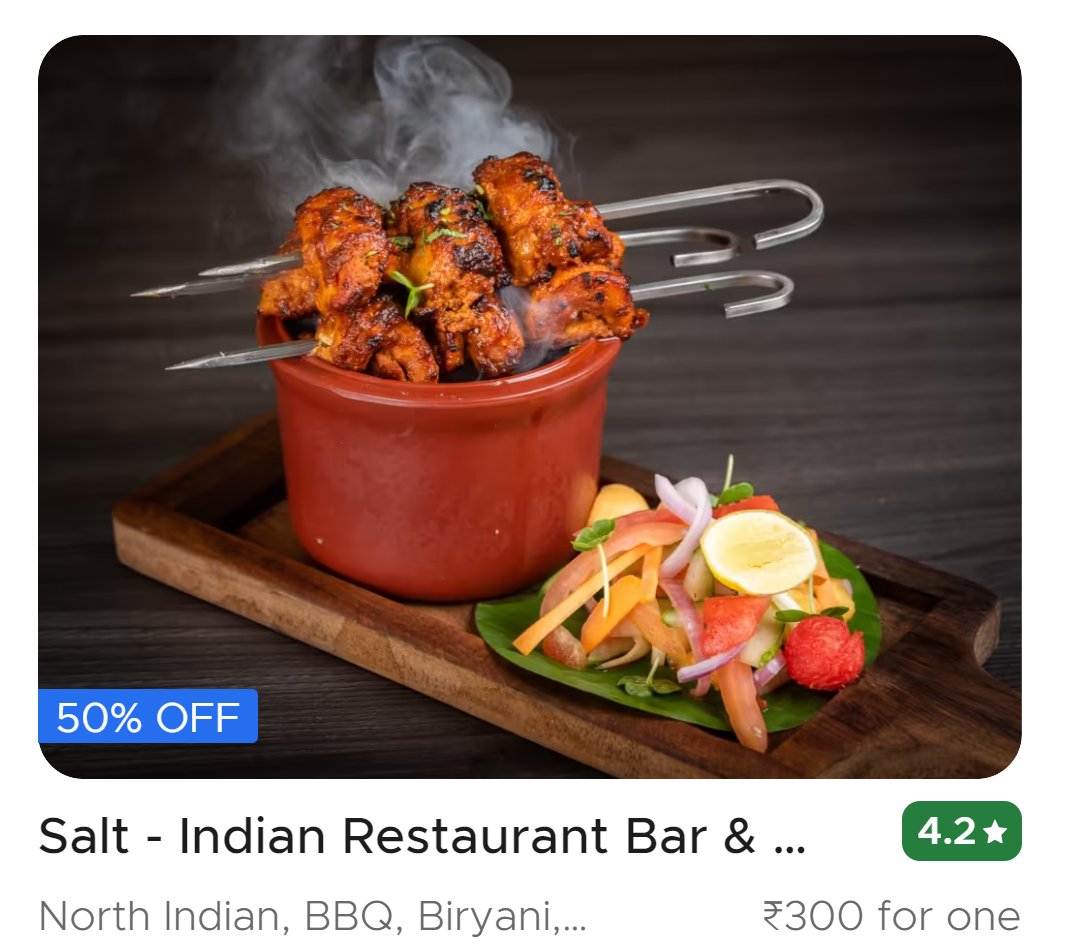 50% OFF
Salt - Indian Restaurant Bar & ...
4.2★
North Indian, BBQ, Biryani,...
₹300 for one